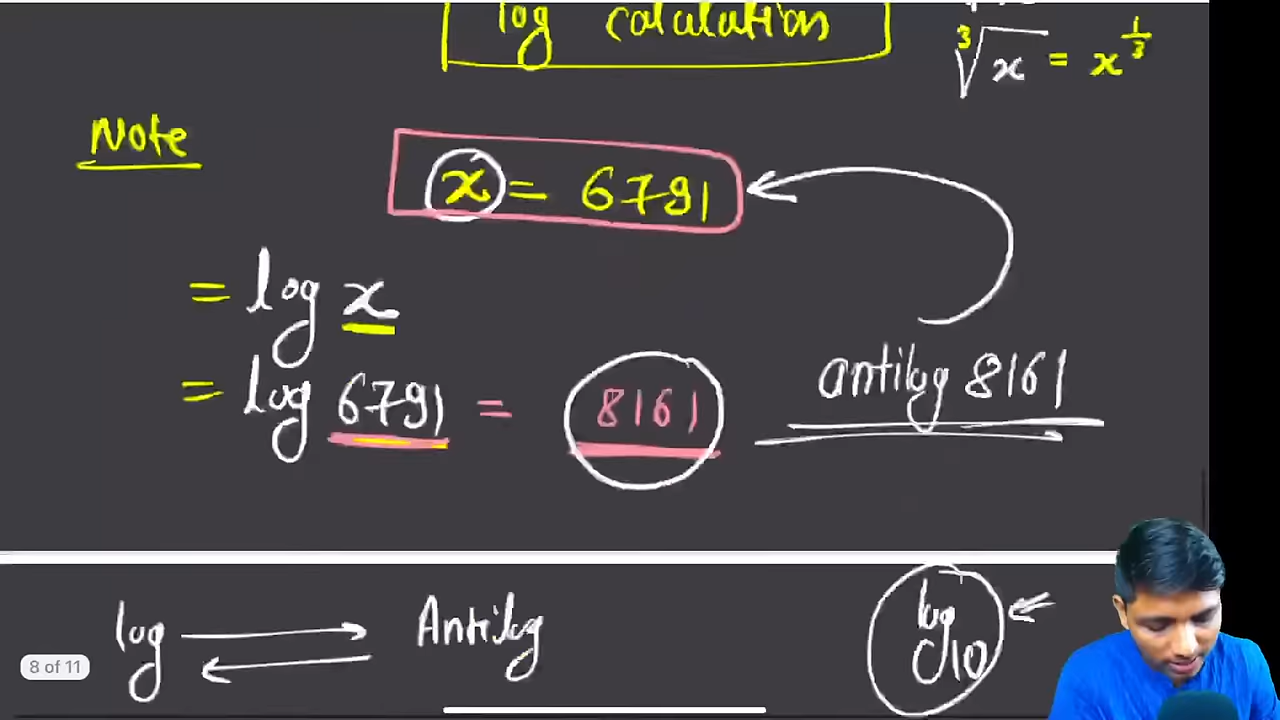 log calculation
∛x = x^(1/3)
Note
x = 6791
= log x
= log 6791 = 8161
antilog 8161
log Antilog
log 10
8 of 11